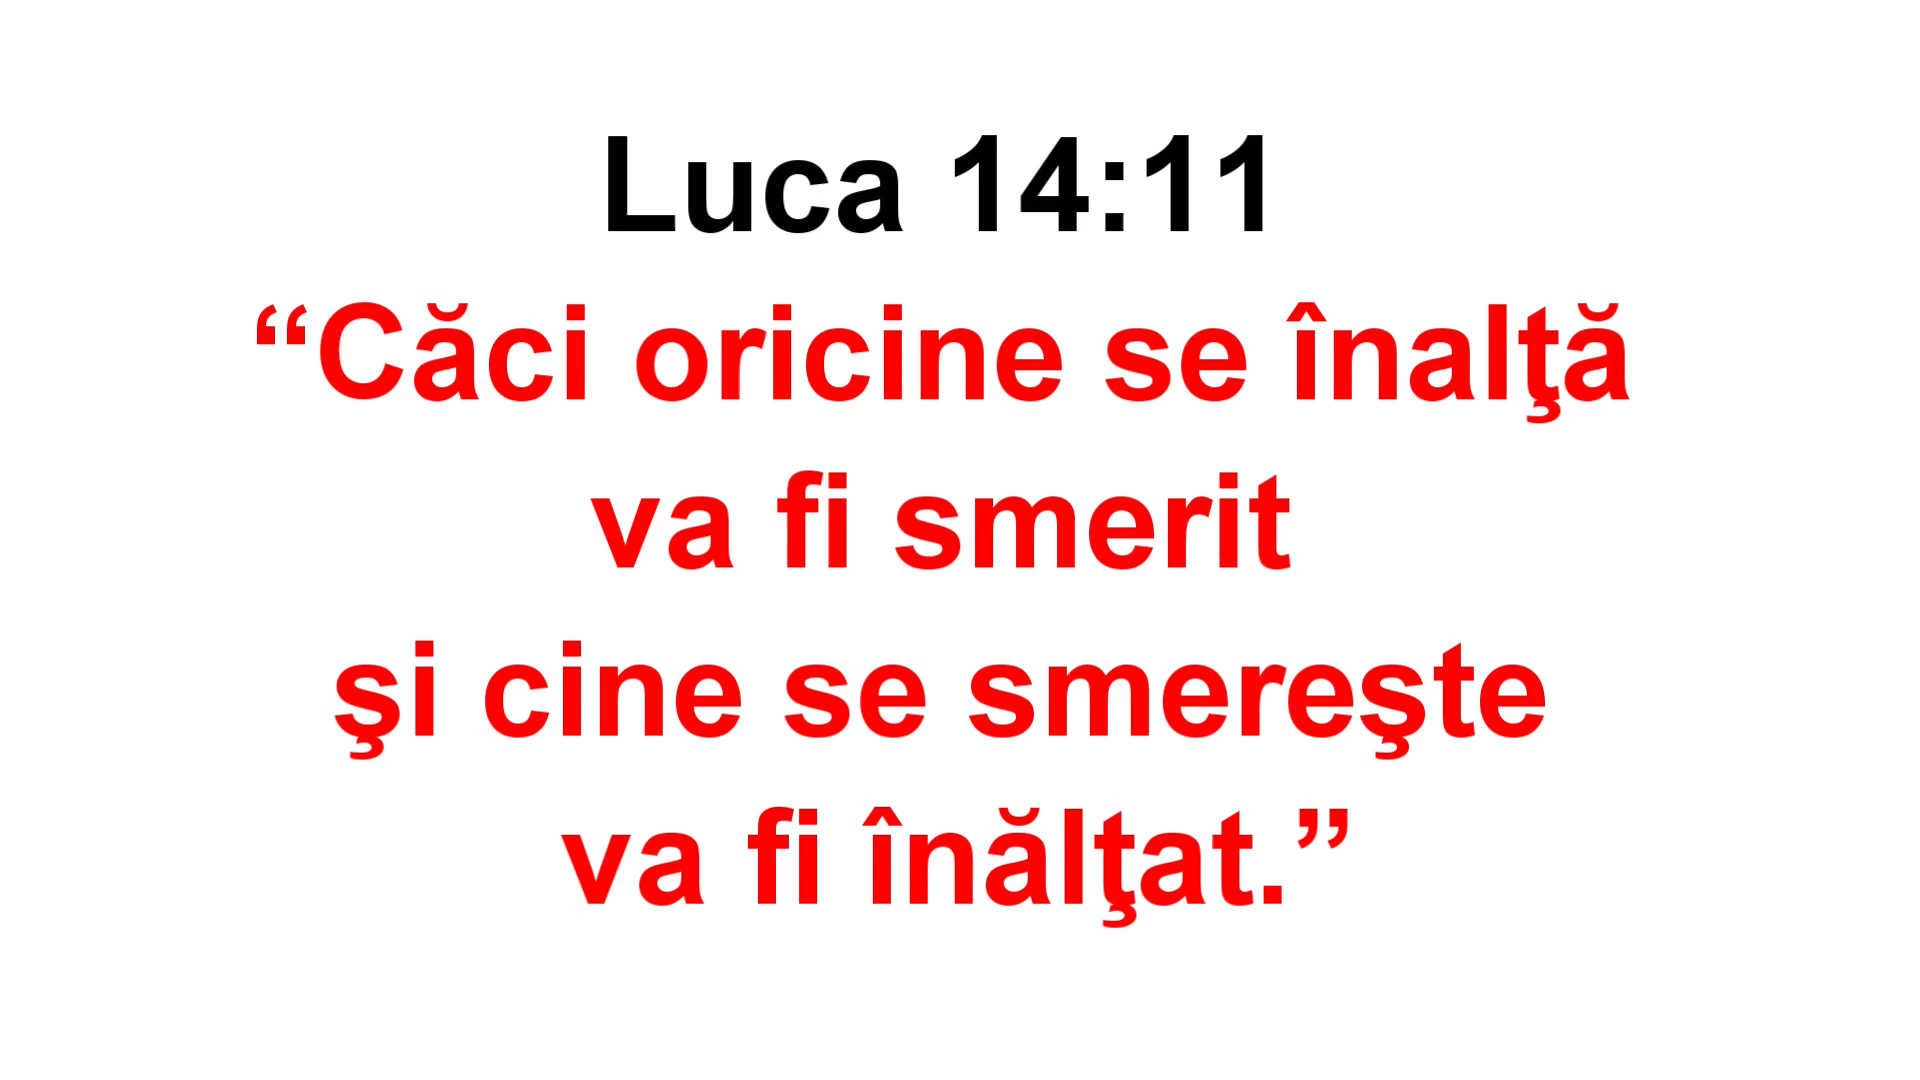 Luca 14:11
“Căci oricine se înalţă
va fi smerit
şi cine se smereşte
va fi înălţat.”